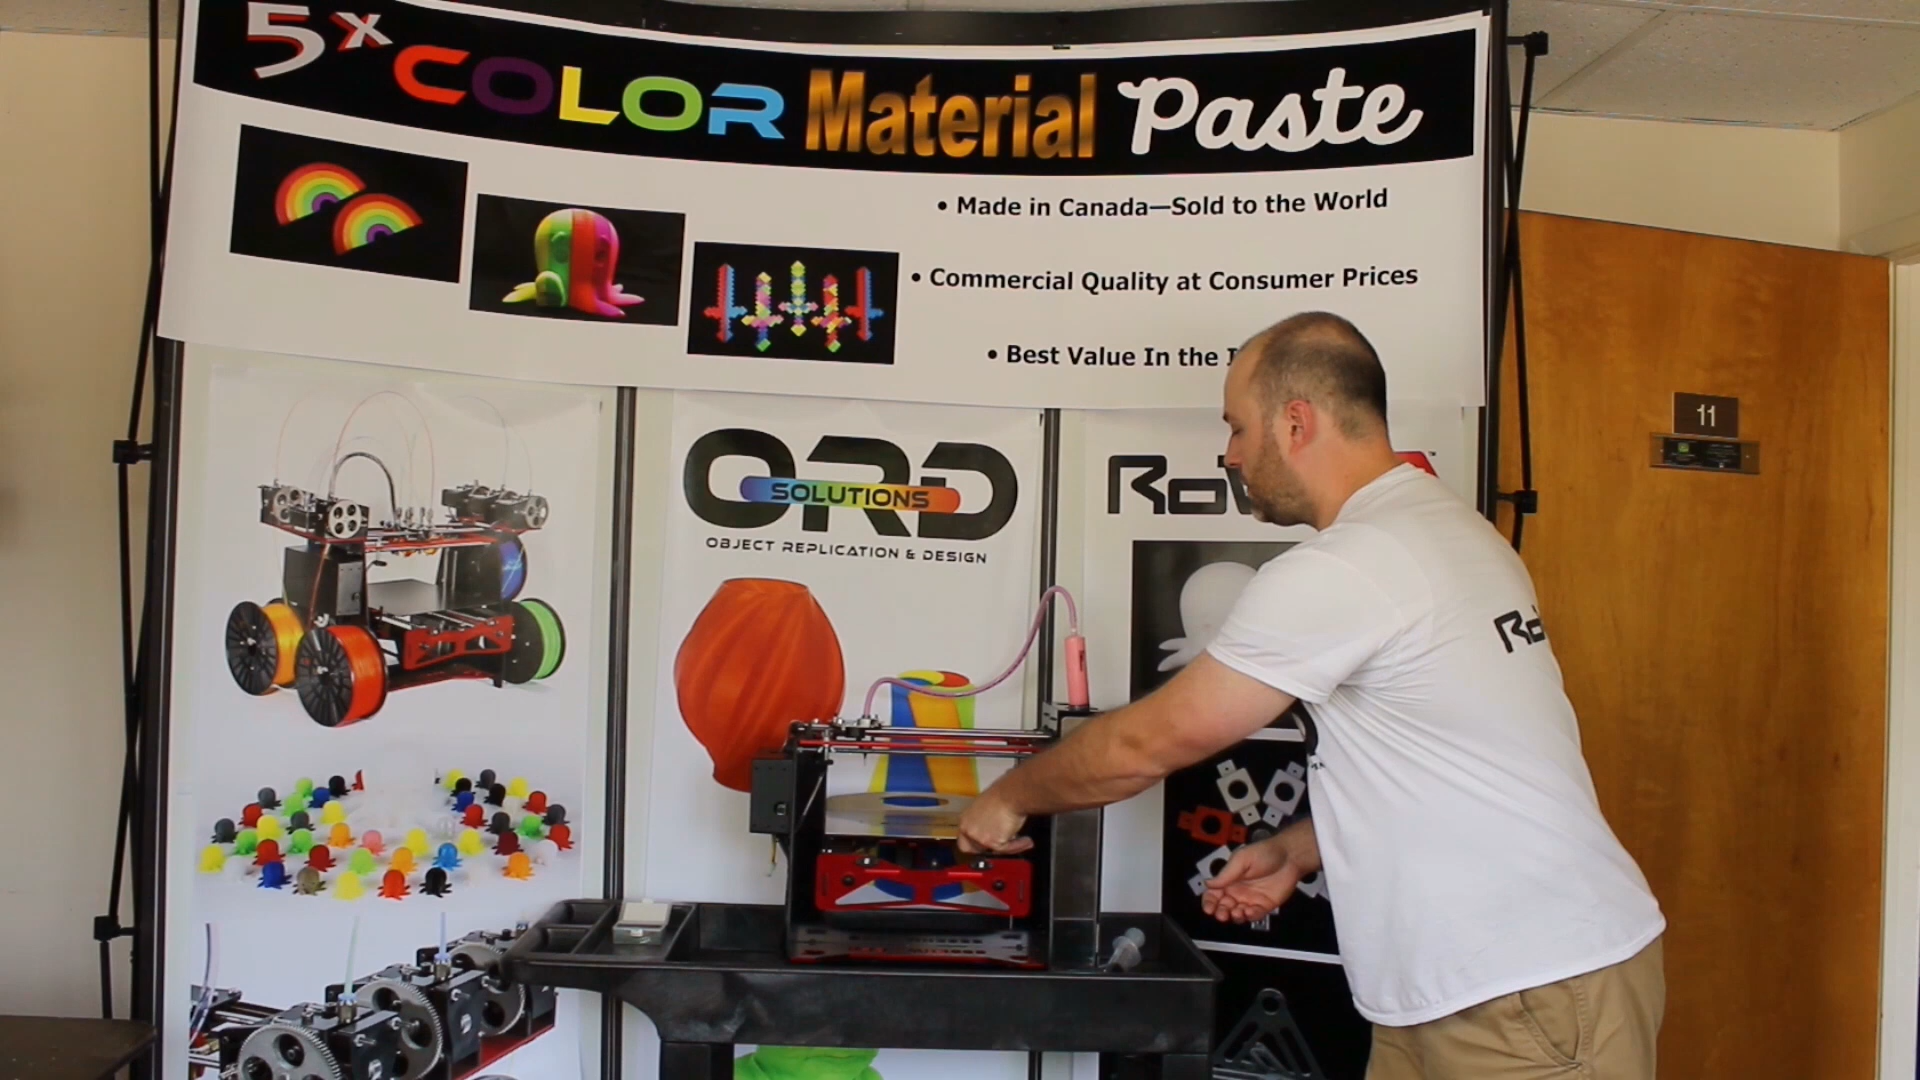 5x COLOR Material Paste
• Made in Canada—Sold to the World
• Commercial Quality at Consumer Prices
• Best Value In the
11
ORD
SOLUTIONS
OBJECT REPLICATION & DESIGN